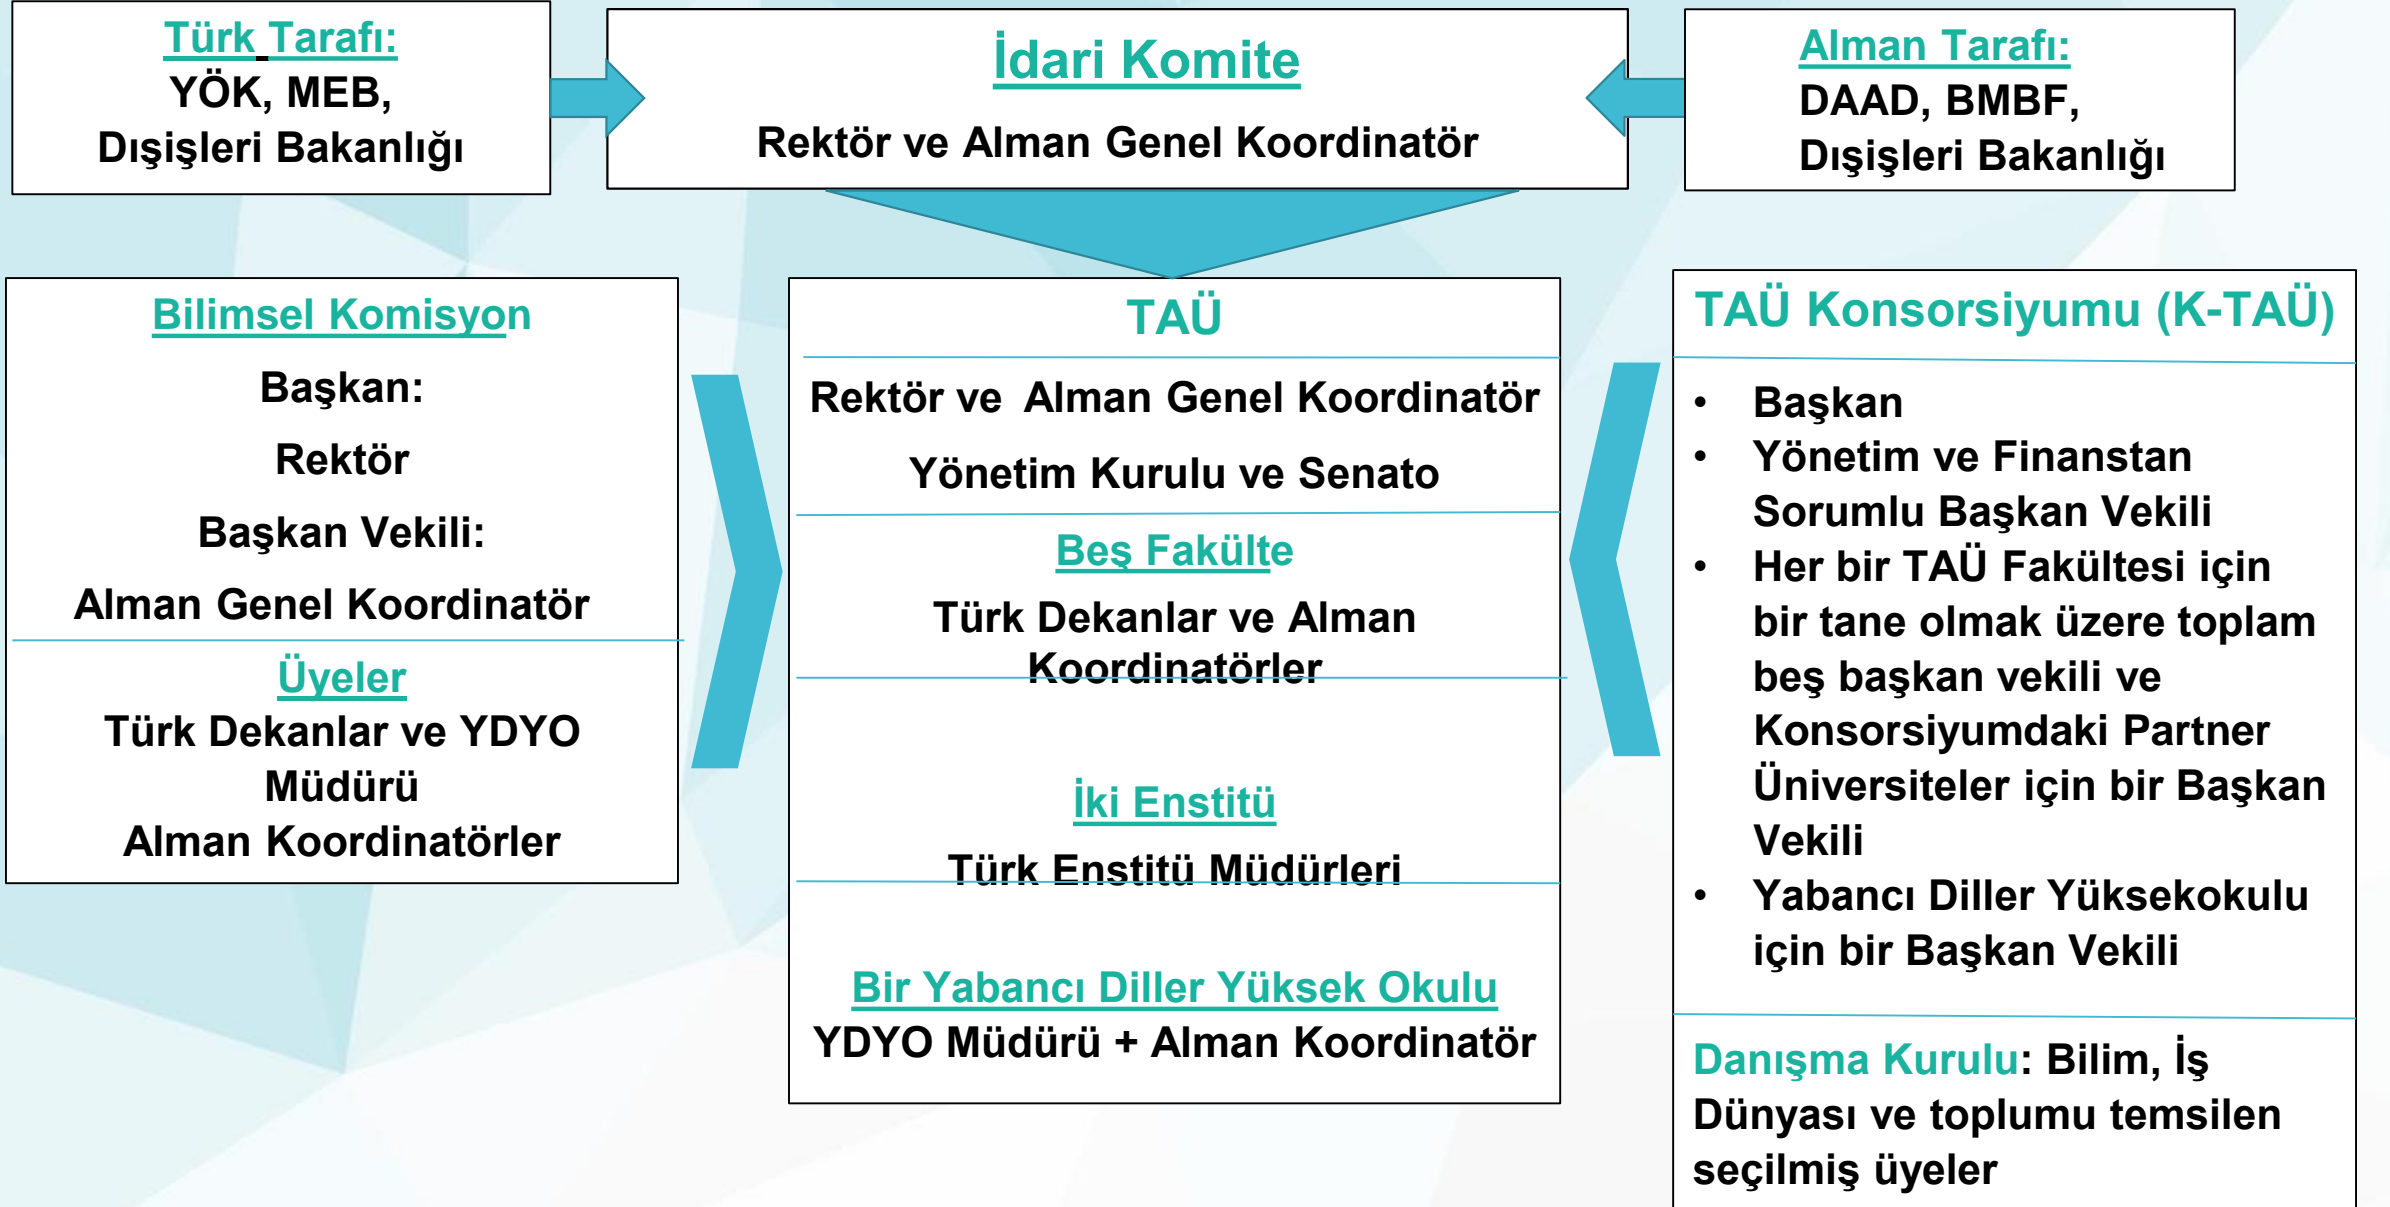 Türk Tarafı:
YÖK, MEB,
Dışişleri Bakanlığı
İdari Komite
Rektör ve Alman Genel Koordinatör
Alman Tarafı:
DAAD, BMBF,
Dışişleri Bakanlığı
Bilimsel Komisyon
Başkan:
Rektör
Başkan Vekili:
Alman Genel Koordinatör
Üyeler
Türk Dekanlar ve YDYO
Müdürü
Alman Koordinatörler
TAÜ
Rektör ve Alman Genel Koordinatör
Yönetim Kurulu ve Senato
Beş Fakülte
Türk Dekanlar ve Alman
Koordinatörler
İki Enstitü
Türk Enstitü Müdürleri
Bir Yabancı Diller Yüksek Okulu
YDYO Müdürü + Alman Koordinatör
TAÜ Konsorsiyumu (K-TAÜ)
• Başkan
• Yönetim ve Finanstan
Sorumlu Başkan Vekili
• Her bir TAÜ Fakültesi için
bir tane olmak üzere toplam
beş başkan vekili ve
Konsorsiyumdaki Partner
Üniversiteler için bir Başkan
Vekili
• Yabancı Diller Yüksekokulu
için bir Başkan Vekili
Danışma Kurulu: Bilim, İş
Dünyası ve toplumu temsilen
seçilmiş üyeler